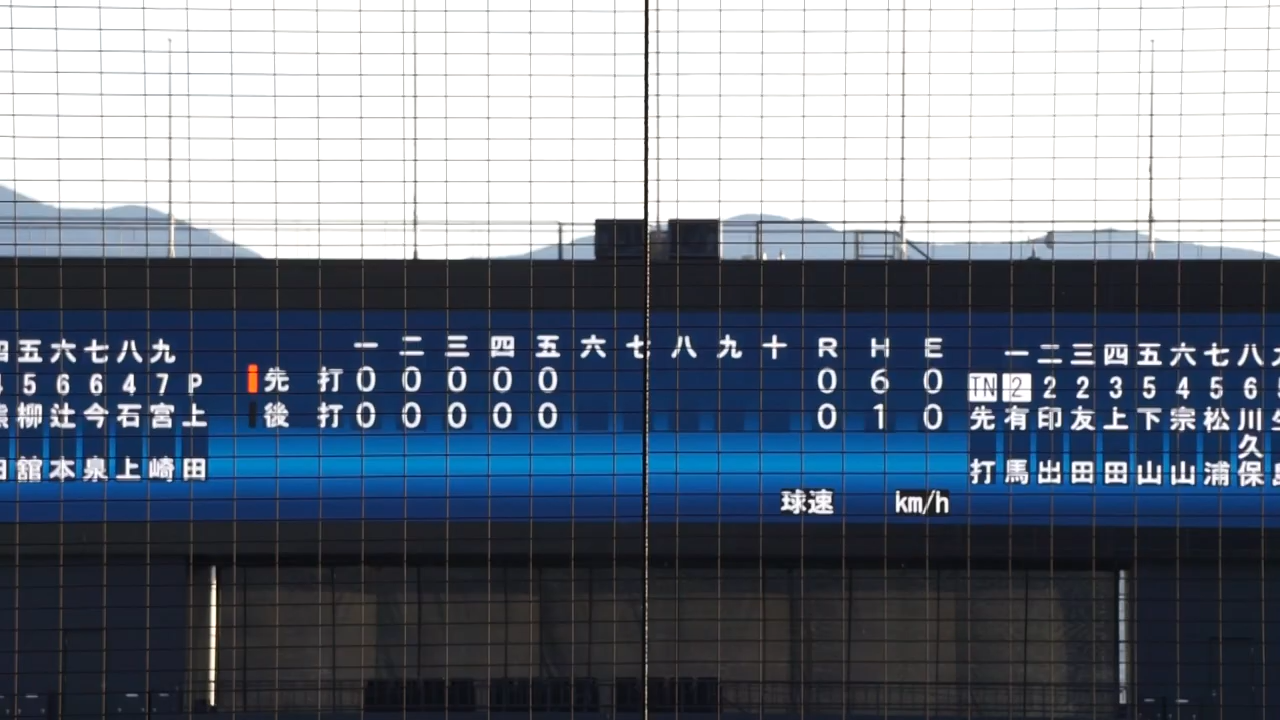 五六七八九
5 6 6 4 7 P
柳辻今石宮上
舘本泉上崎田
一 二 三 四 五 六 七 八 九 十 R H E
先 打 0 0 0 0 0 0 6 0
後 打 0 0 0 0 0 0 1 0
球速 km/h
一二三四五六七八
TN 2 2 2 3 5 4 5 6
先有印友上下宗松川
久
打馬出田田山山浦保